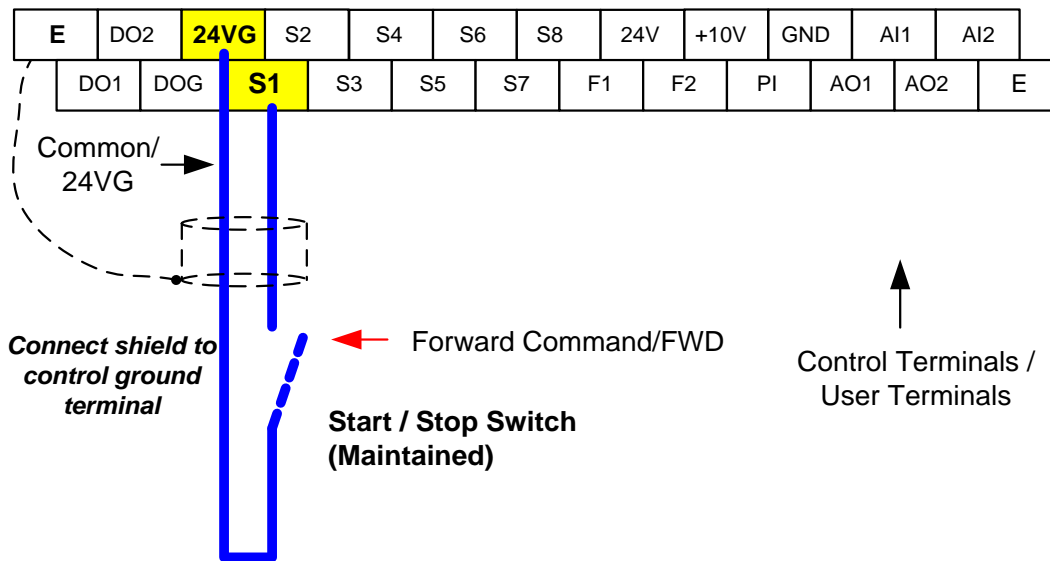 E DO2 24VG S2 S4 S6 S8 24V +10V GND AI1 AI2
DO1 DOG S1 S3 S5 S7 F1 F2 PI AO1 AO2 E
Common/
24VG
Connect shield to
control ground
terminal
Forward Command/FWD
Start / Stop Switch
(Maintained)
Control Terminals /
User Terminals